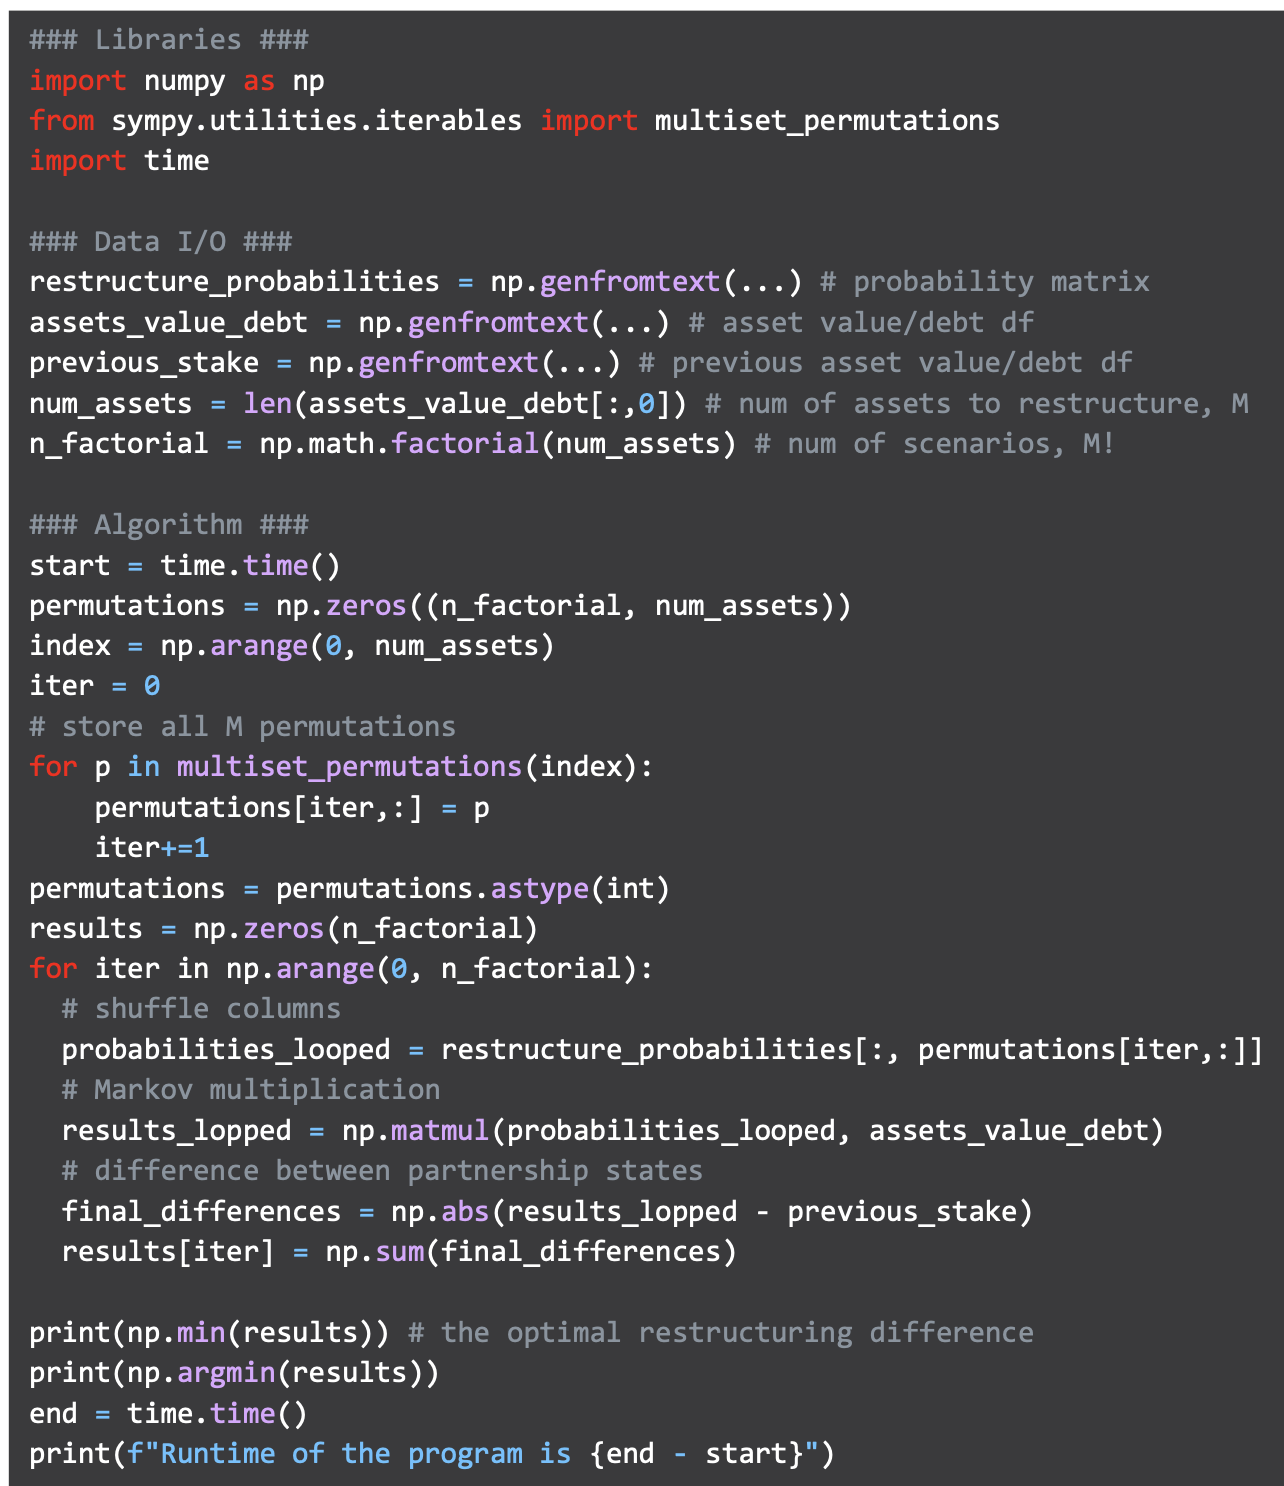 ### Libraries ###
import numpy as np
from sympy.utilities.iterables import multiset_permutations
import time

### Data I/O ###
restructure_probabilities = np.genfromtext(...) # probability matrix
assets_value_debt = np.genfromtext(...) # asset value/debt df
previous_stake = np.genfromtext(...) # previous asset value/debt df
num_assets = len(assets_value_debt[:,0]) # num of assets to restructure, M
n_factorial = np.math.factorial(num_assets) # num of scenarios, M!

### Algorithm ###
start = time.time()
permutations = np.zeros((n_factorial, num_assets))
index = np.arange(0, num_assets)
iter = 0
# store all M permutations
for p in multiset_permutations(index):
    permutations[iter,:] = p
    iter+=1
permutations = permutations.astype(int)
results = np.zeros(n_factorial)
for iter in np.arange(0, n_factorial):
  # shuffle columns
  probabilities_looped = restructure_probabilities[:, permutations[iter,:]]
  # Markov multiplication
  results_lopped = np.matmul(probabilities_looped, assets_value_debt)
  # difference between partnership states
  final_differences = np.abs(results_lopped - previous_stake)
  results[iter] = np.sum(final_differences)

print(np.min(results)) # the optimal restructuring difference
print(np.argmin(results))
end = time.time()
print(f"Runtime of the program is {end - start}")